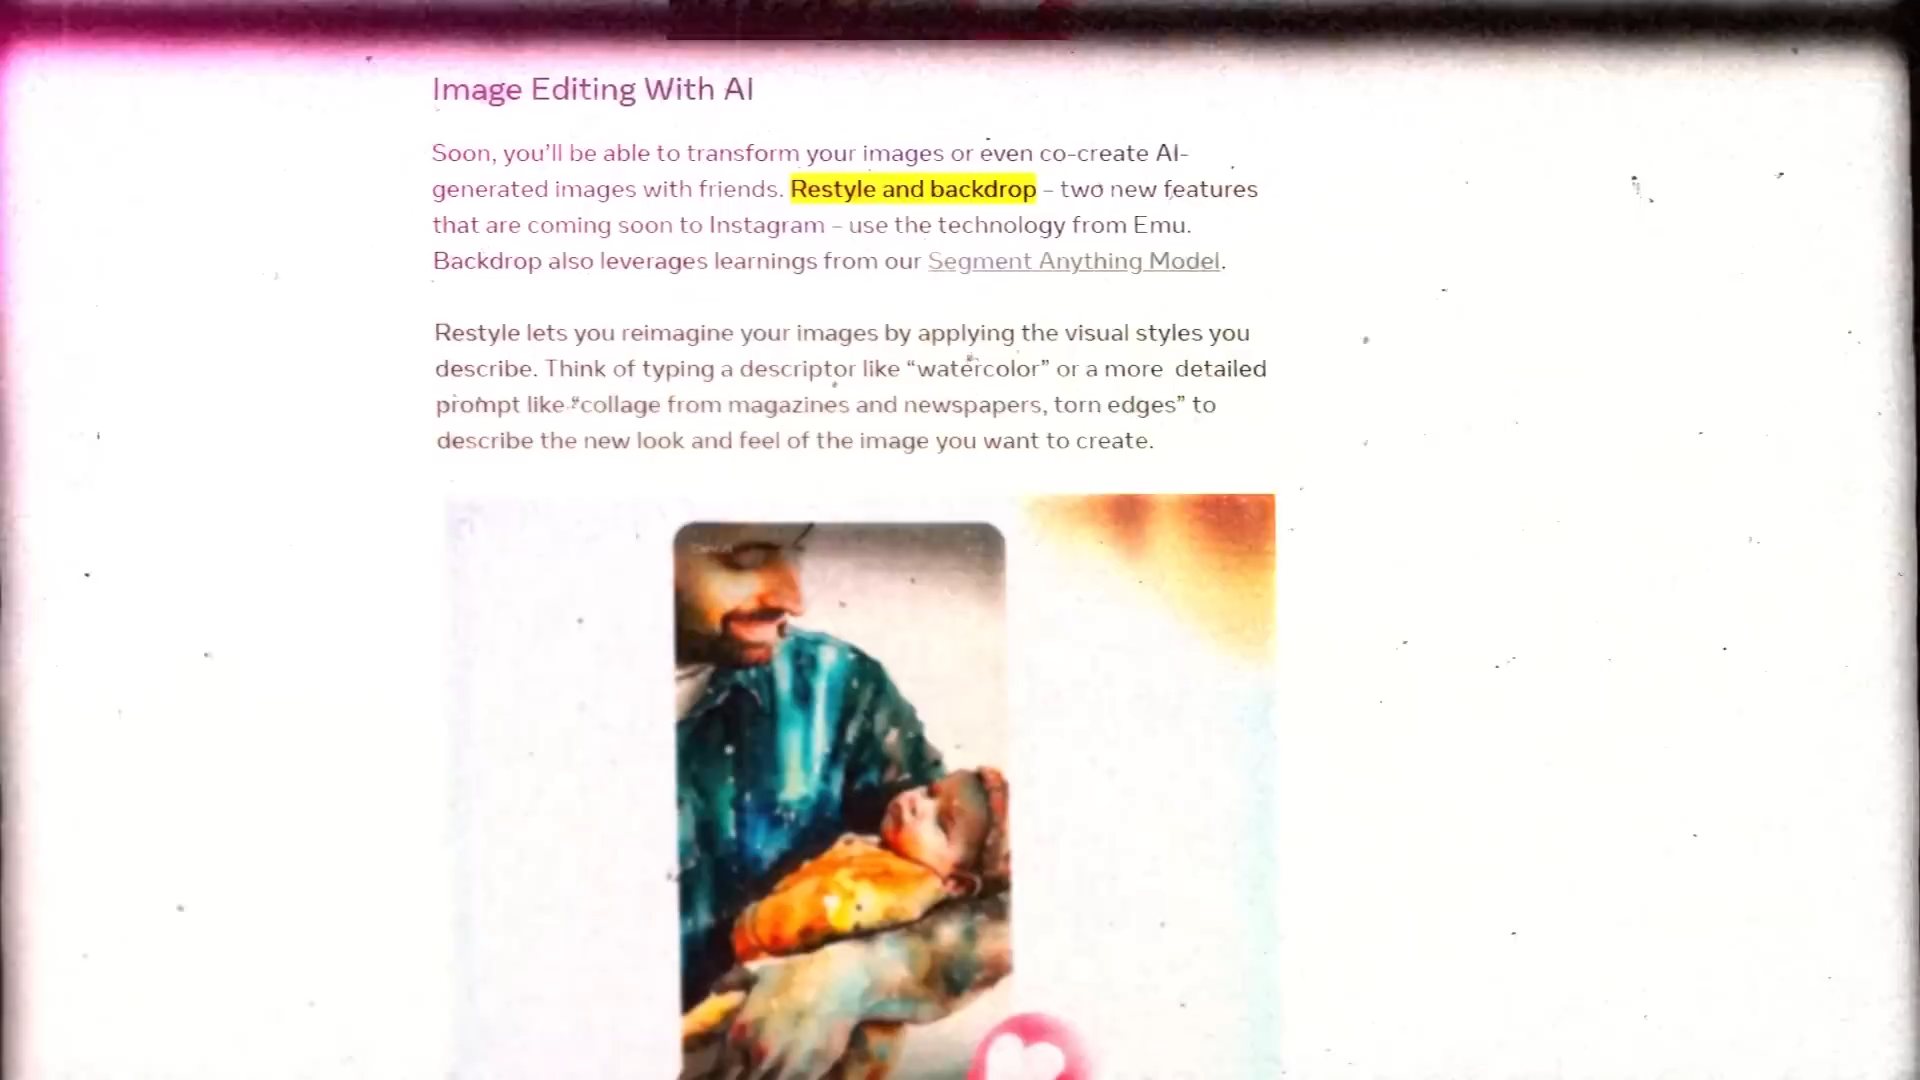 Image Editing With AI
Soon, you’ll be able to transform your images or even co-create AI-
generated images with friends. Restyle and backdrop – two new features
that are coming soon to Instagram – use the technology from Emu.
Backdrop also leverages learnings from our Segment Anything Model.
Restyle lets you reimagine your images by applying the visual styles you
describe. Think of typing a descriptor like “watercolor” or a more detailed
prompt like “collage from magazines and newspapers, torn edges” to
describe the new look and feel of the image you want to create.